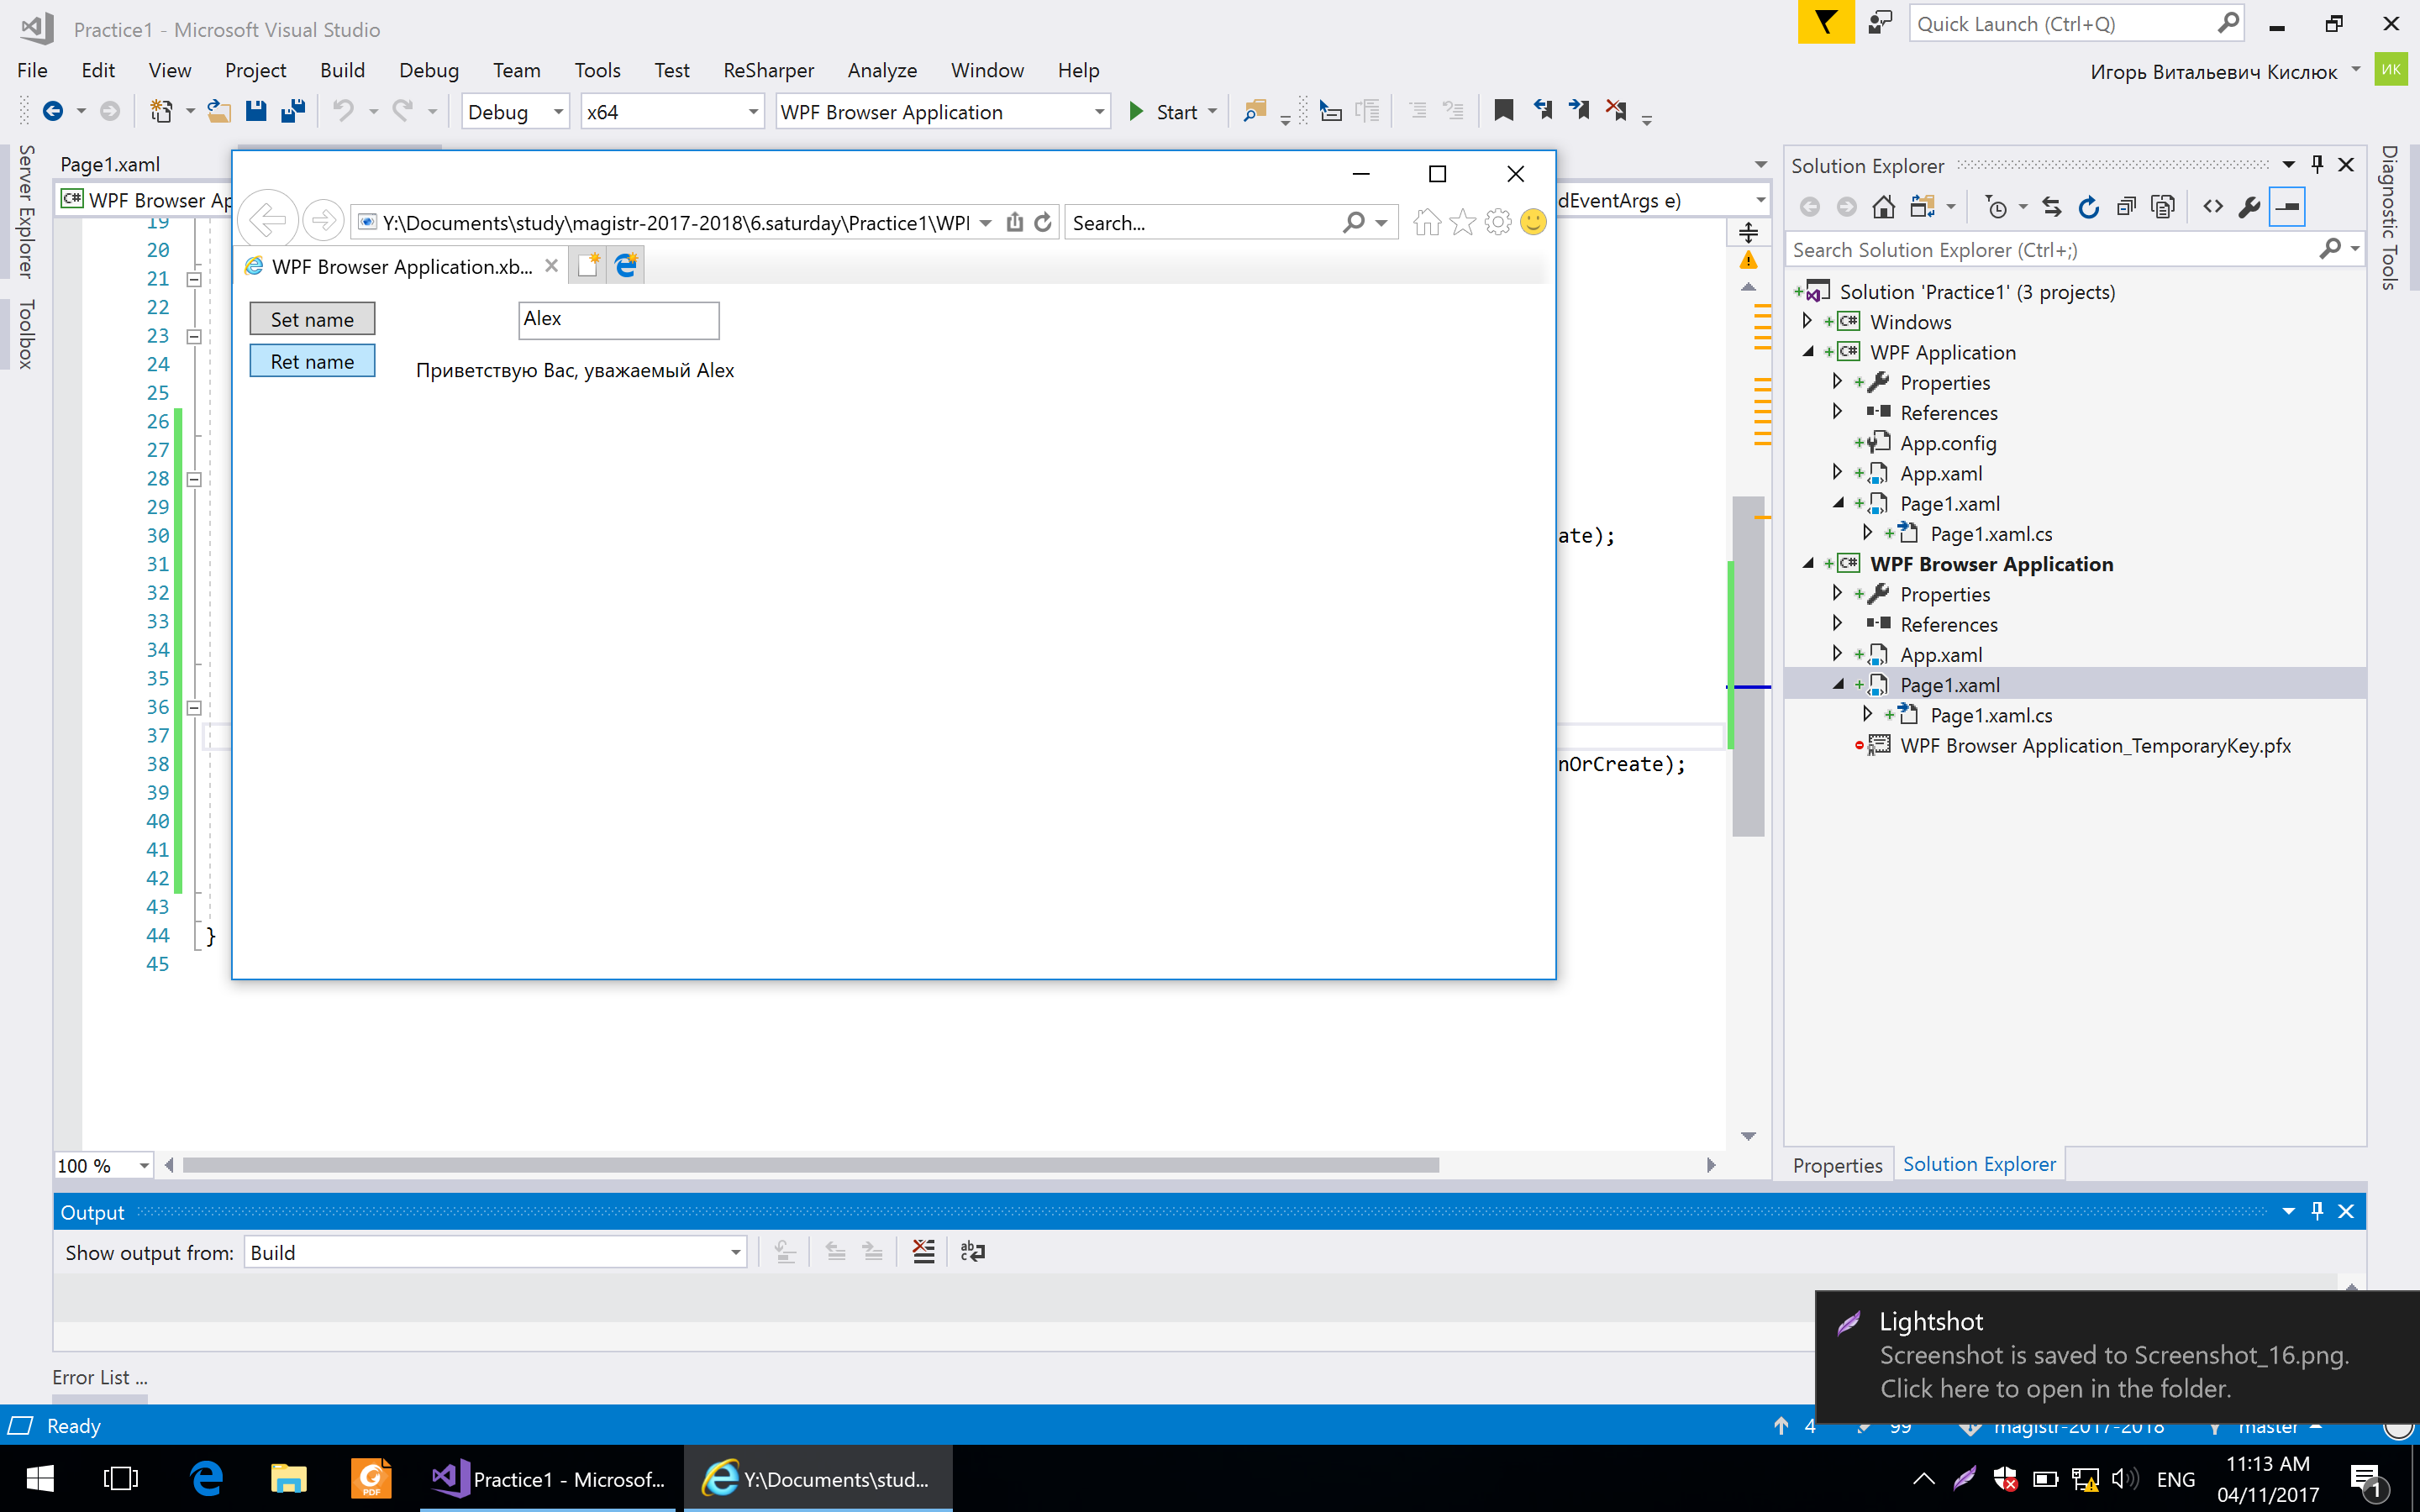 Practice1 - Microsoft Visual Studio
Quick Launch (Ctrl+Q)
File Edit View Project Build Debug Team Tools Test ReSharper Analyze Window Help
Игорь Витальевич Кислюк
ИК
Debug x64 WPF Browser Application Start
Server Explorer
Toolbox
Page1.xaml
C# WPF Browser Ap
dEventArgs e)
Y:\Documents\study\magistr-2017-2018\6.saturday\Practice1\WPI
Search...
WPF Browser Application.xb...
Set name
Alex
Ret name
Приветствую Вас, уважаемый Alex
19
20
21
22
23
24
25
26
27
28
29
30
ate);
31
32
33
34
35
36
37
38
nOrCreate);
39
40
41
42
43
44 }
45
100 %
Solution Explorer
Search Solution Explorer (Ctrl+;)
Solution 'Practice1' (3 projects)
C# Windows
C# WPF Application
Properties
References
App.config
App.xaml
Page1.xaml
Page1.xaml.cs
C# WPF Browser Application
Properties
References
App.xaml
Page1.xaml
Page1.xaml.cs
WPF Browser Application_TemporaryKey.pfx
Properties Solution Explorer
Diagnostic Tools
Output
Show output from: Build
Error List ...
Lightshot
Screenshot is saved to Screenshot_16.png.
Click here to open in the folder.
Ready
4 99 magistr-2017-2018 master
PDF
Practice1 - Microsof...
Y:\Documents\stud...
ENG
11:13 AM
04/11/2017
1